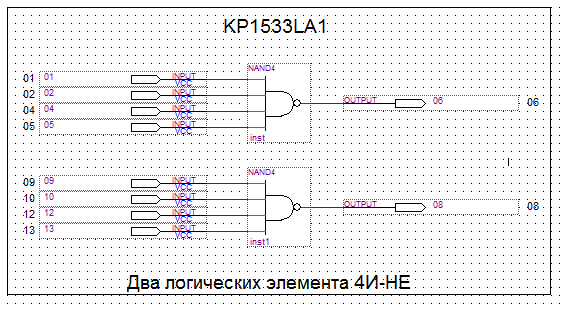 KP1533LA1
NAND4
01 01 INPUT VCC
02 02 INPUT VCC
04 04 INPUT VCC
05 05 INPUT VCC
OUTPUT 06 06
inst
NAND4
09 09 INPUT VCC
10 10 INPUT VCC
12 12 INPUT VCC
13 13 INPUT VCC
OUTPUT 08 08
inst1
Два логических элемента 4И-НЕ